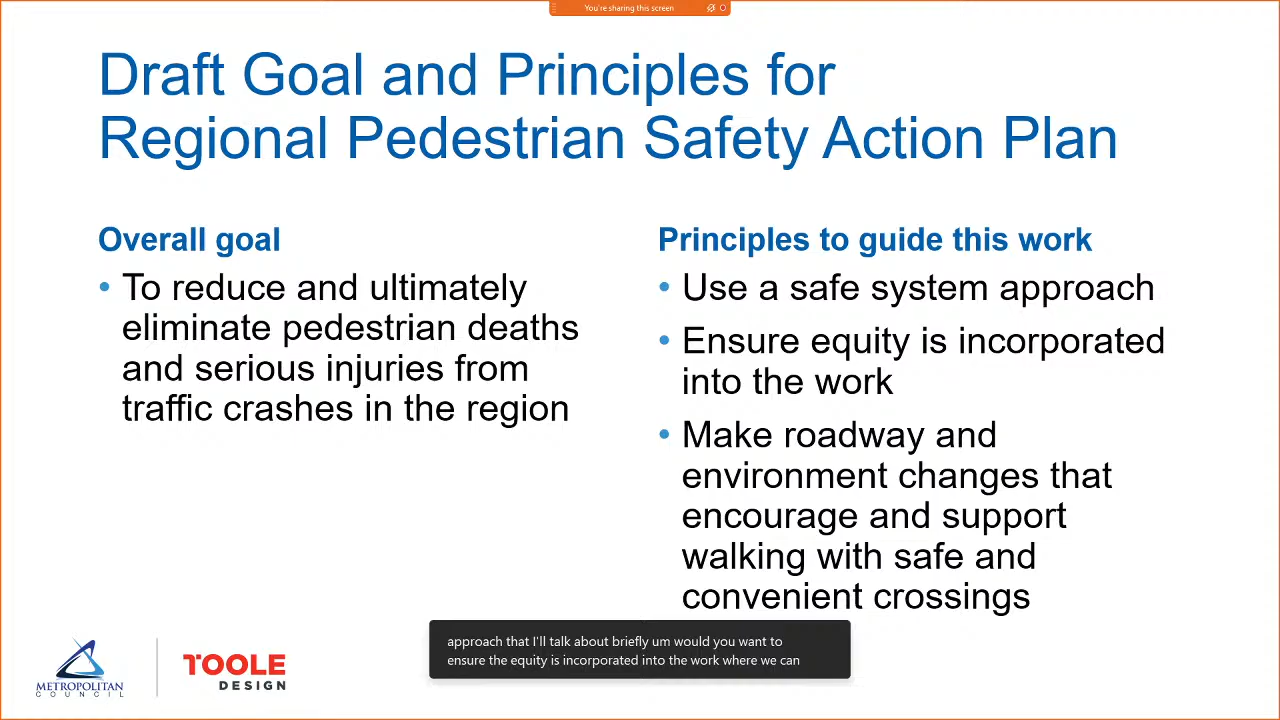 You're sharing this screen
Draft Goal and Principles for
Regional Pedestrian Safety Action Plan
Overall goal
• To reduce and ultimately
eliminate pedestrian deaths
and serious injuries from
traffic crashes in the region
Principles to guide this work
• Use a safe system approach
• Ensure equity is incorporated
into the work
• Make roadway and
environment changes that
encourage and support
walking with safe and
convenient crossings
approach that I'll talk about briefly um would you want to
ensure the equity is incorporated into the work where we can
METROPOLITAN
COUNCIL
TOOLE
DESIGN